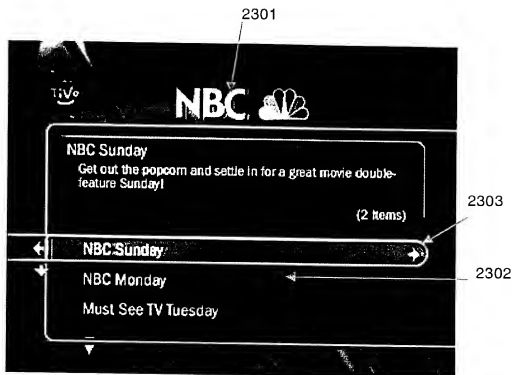 2301
TiVo
NBC
NBC Sunday
Get out the popcorn and settle in for a great movie double-
feature Sunday!
(2 items)
2303
NBC Sunday
2302
NBC Monday
Must See TV Tuesday